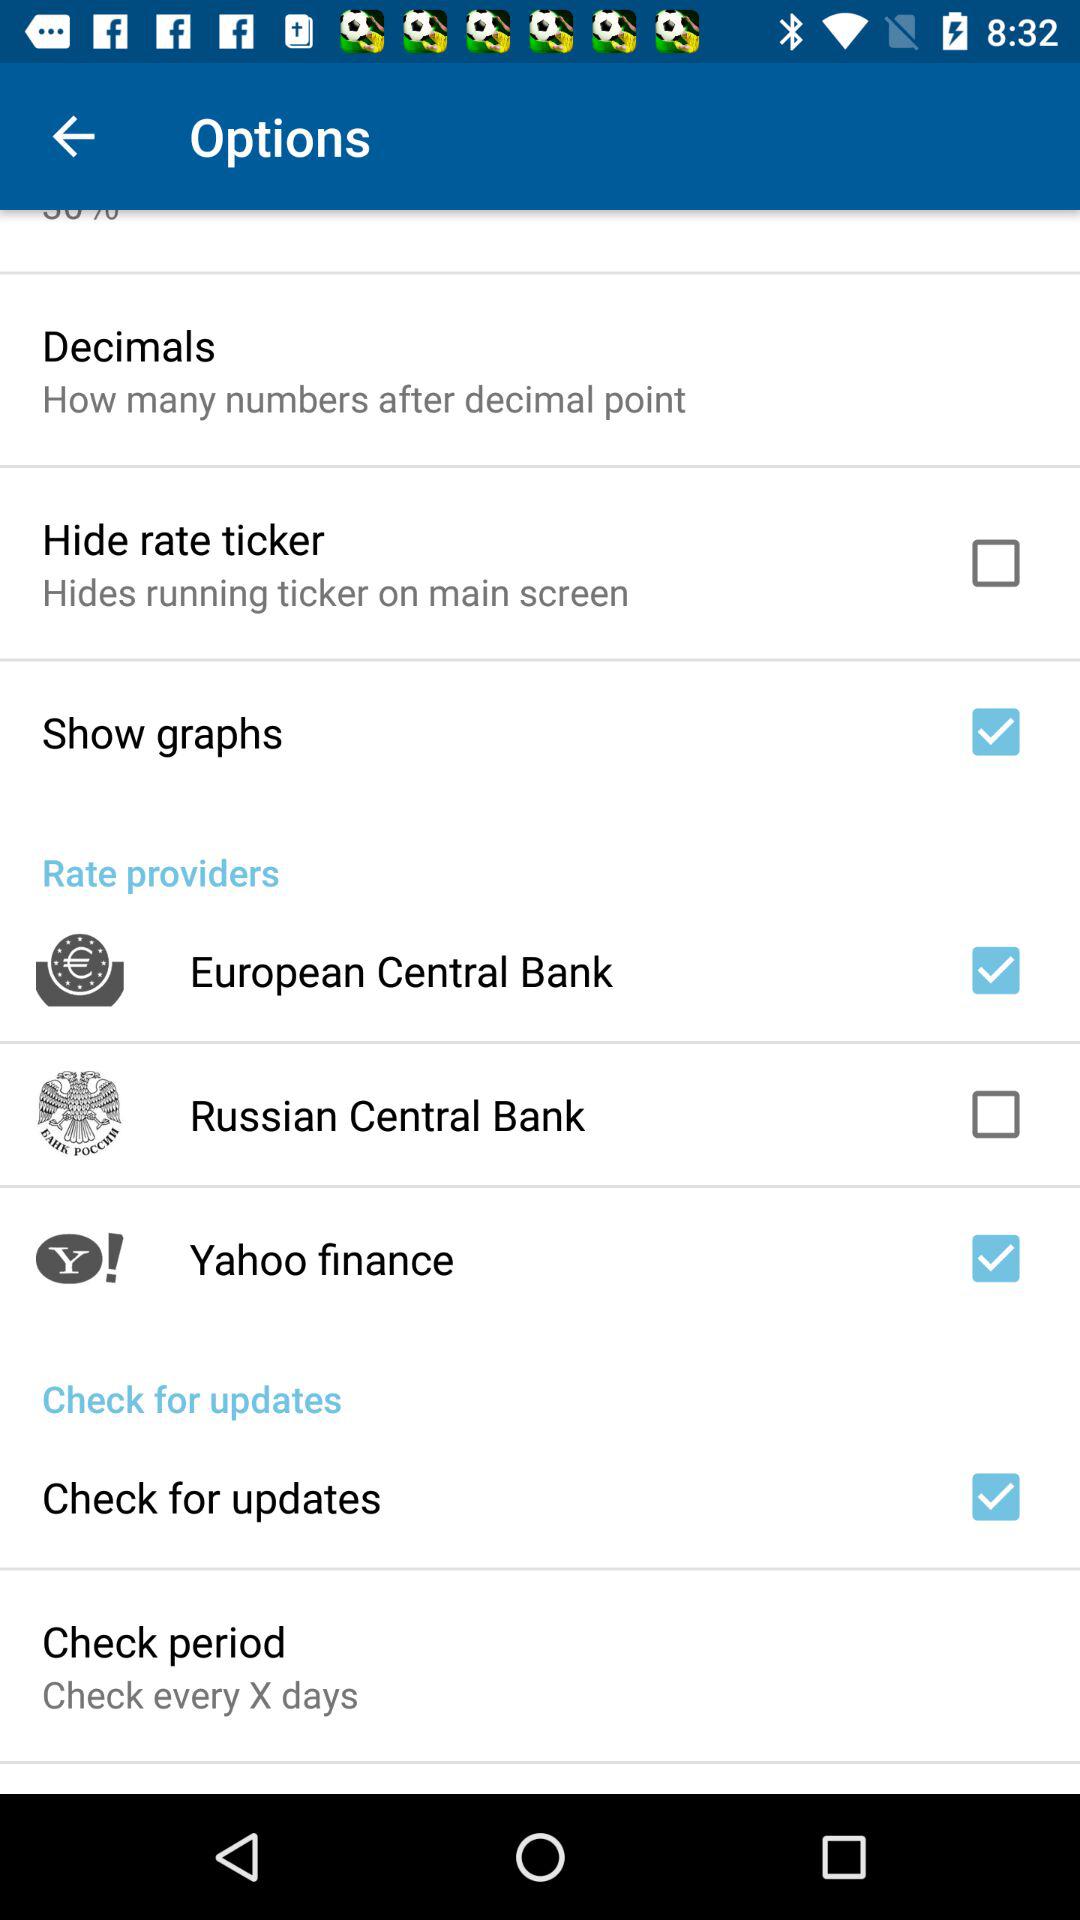 8:32
Options
Decimals
How many numbers after decimal point
Hide rate ticker
Hides running ticker on main screen
Show graphs
Rate providers
European Central Bank
БАНК РОССИИ
Russian Central Bank
Y!
Yahoo finance
Check for updates
Check for updates
Check period
Check every X days